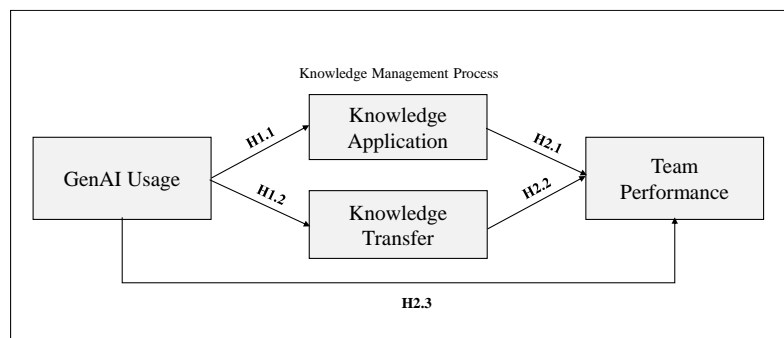 Knowledge Management Process
Knowledge
Application
H1.1
H2.1
GenAI Usage
Team
Performance
H1.2
H2.2
Knowledge
Transfer
H2.3